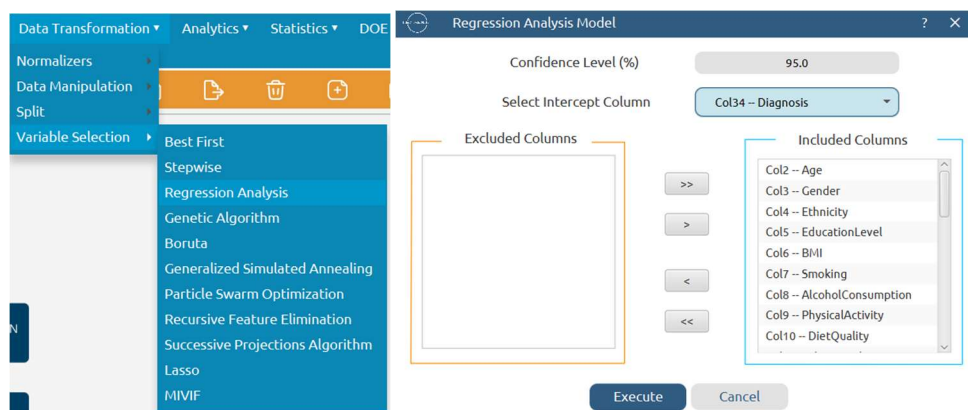 Data Transformation ▾ Analytics ▾ Statistics ▾ DOE
Normalizers
Data Manipulation
Split
Variable Selection
Best First
Stepwise
Regression Analysis
Genetic Algorithm
Boruta
Generalized Simulated Annealing
Particle Swarm Optimization
Recursive Feature Elimination
Successive Projections Algorithm
Lasso
MIVIF
N
Regression Analysis Model ? ×
Confidence Level (%) 95.0
Select Intercept Column Col34 -- Diagnosis
Excluded Columns
>>
>
<
<<
Included Columns
Col2 -- Age
Col3 -- Gender
Col4 -- Ethnicity
Col5 -- EducationLevel
Col6 -- BMI
Col7 -- Smoking
Col8 -- AlcoholConsumption
Col9 -- PhysicalActivity
Col10 -- DietQuality
Execute Cancel